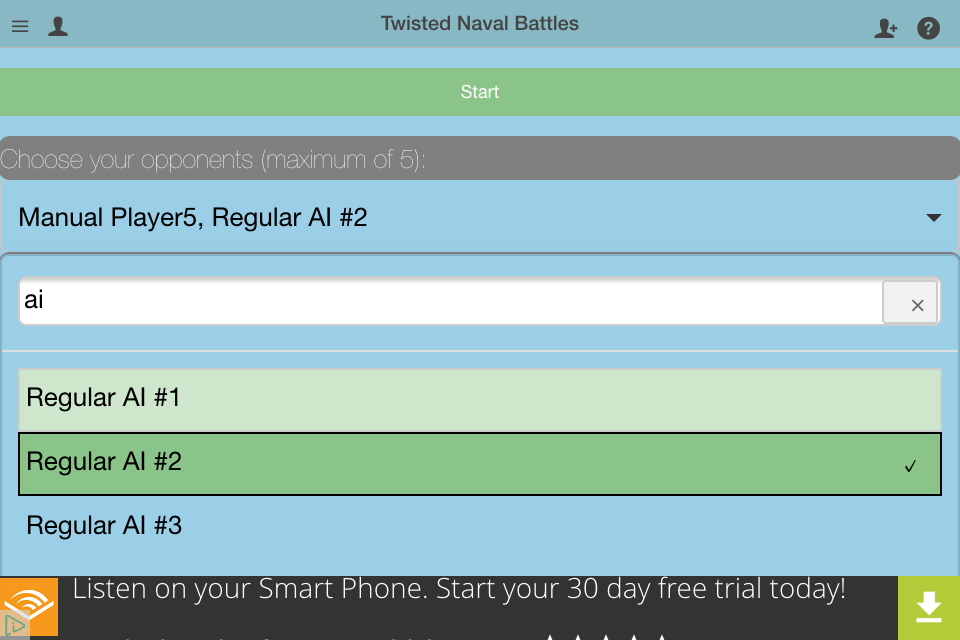 Twisted Naval Battles
Start
Choose your opponents (maximum of 5):
Manual Player5, Regular AI #2
ai
Regular AI #1
Regular AI #2
Regular AI #3
Listen on your Smart Phone. Start your 30 day free trial today!